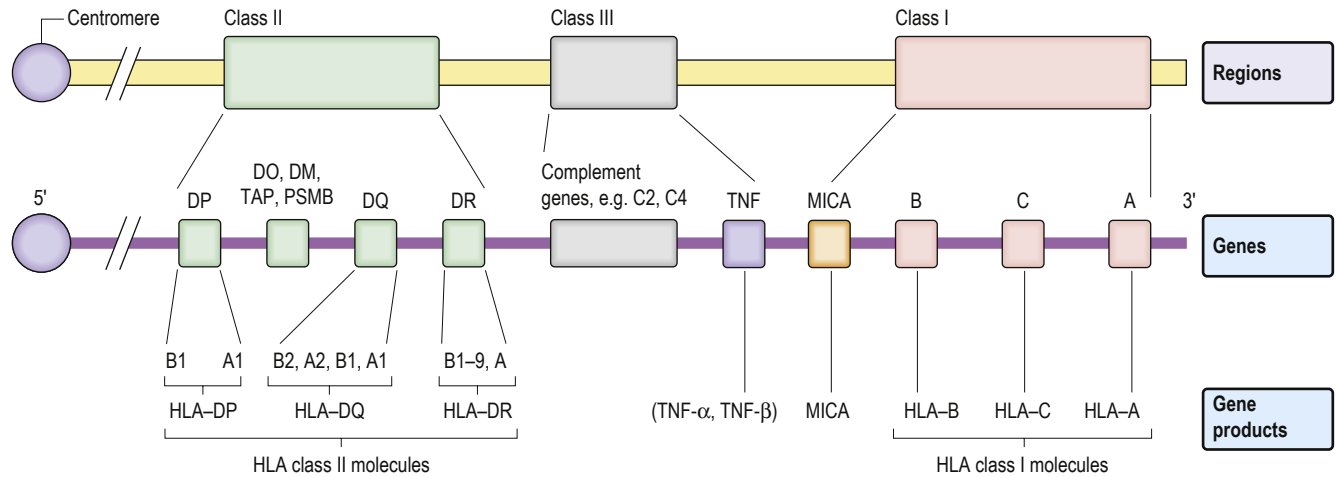 Centromere
Class II
Class III
Class I
Regions
5'
DP
DO, DM,
TAP, PSMB
DQ
DR
Complement
genes, e.g. C2, C4
TNF
MICA
B
C
A
3'
Genes
B1
A1
B2, A2, B1, A1
B1–9, A
HLA–DP
HLA–DQ
HLA–DR
(TNF-α, TNF-β)
MICA
HLA–B
HLA–C
HLA–A
Gene
products
HLA class II molecules
HLA class I molecules